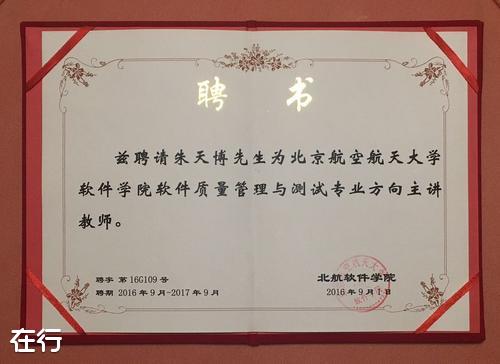 聘 书
兹聘请朱天博先生为北京航空航天大学
软件学院软件质量管理与测试专业方向主讲
教师。
聘字 第16G109号
聘期 2016年9月-2017年9月
北航软件学院
2016年9月1日
在行